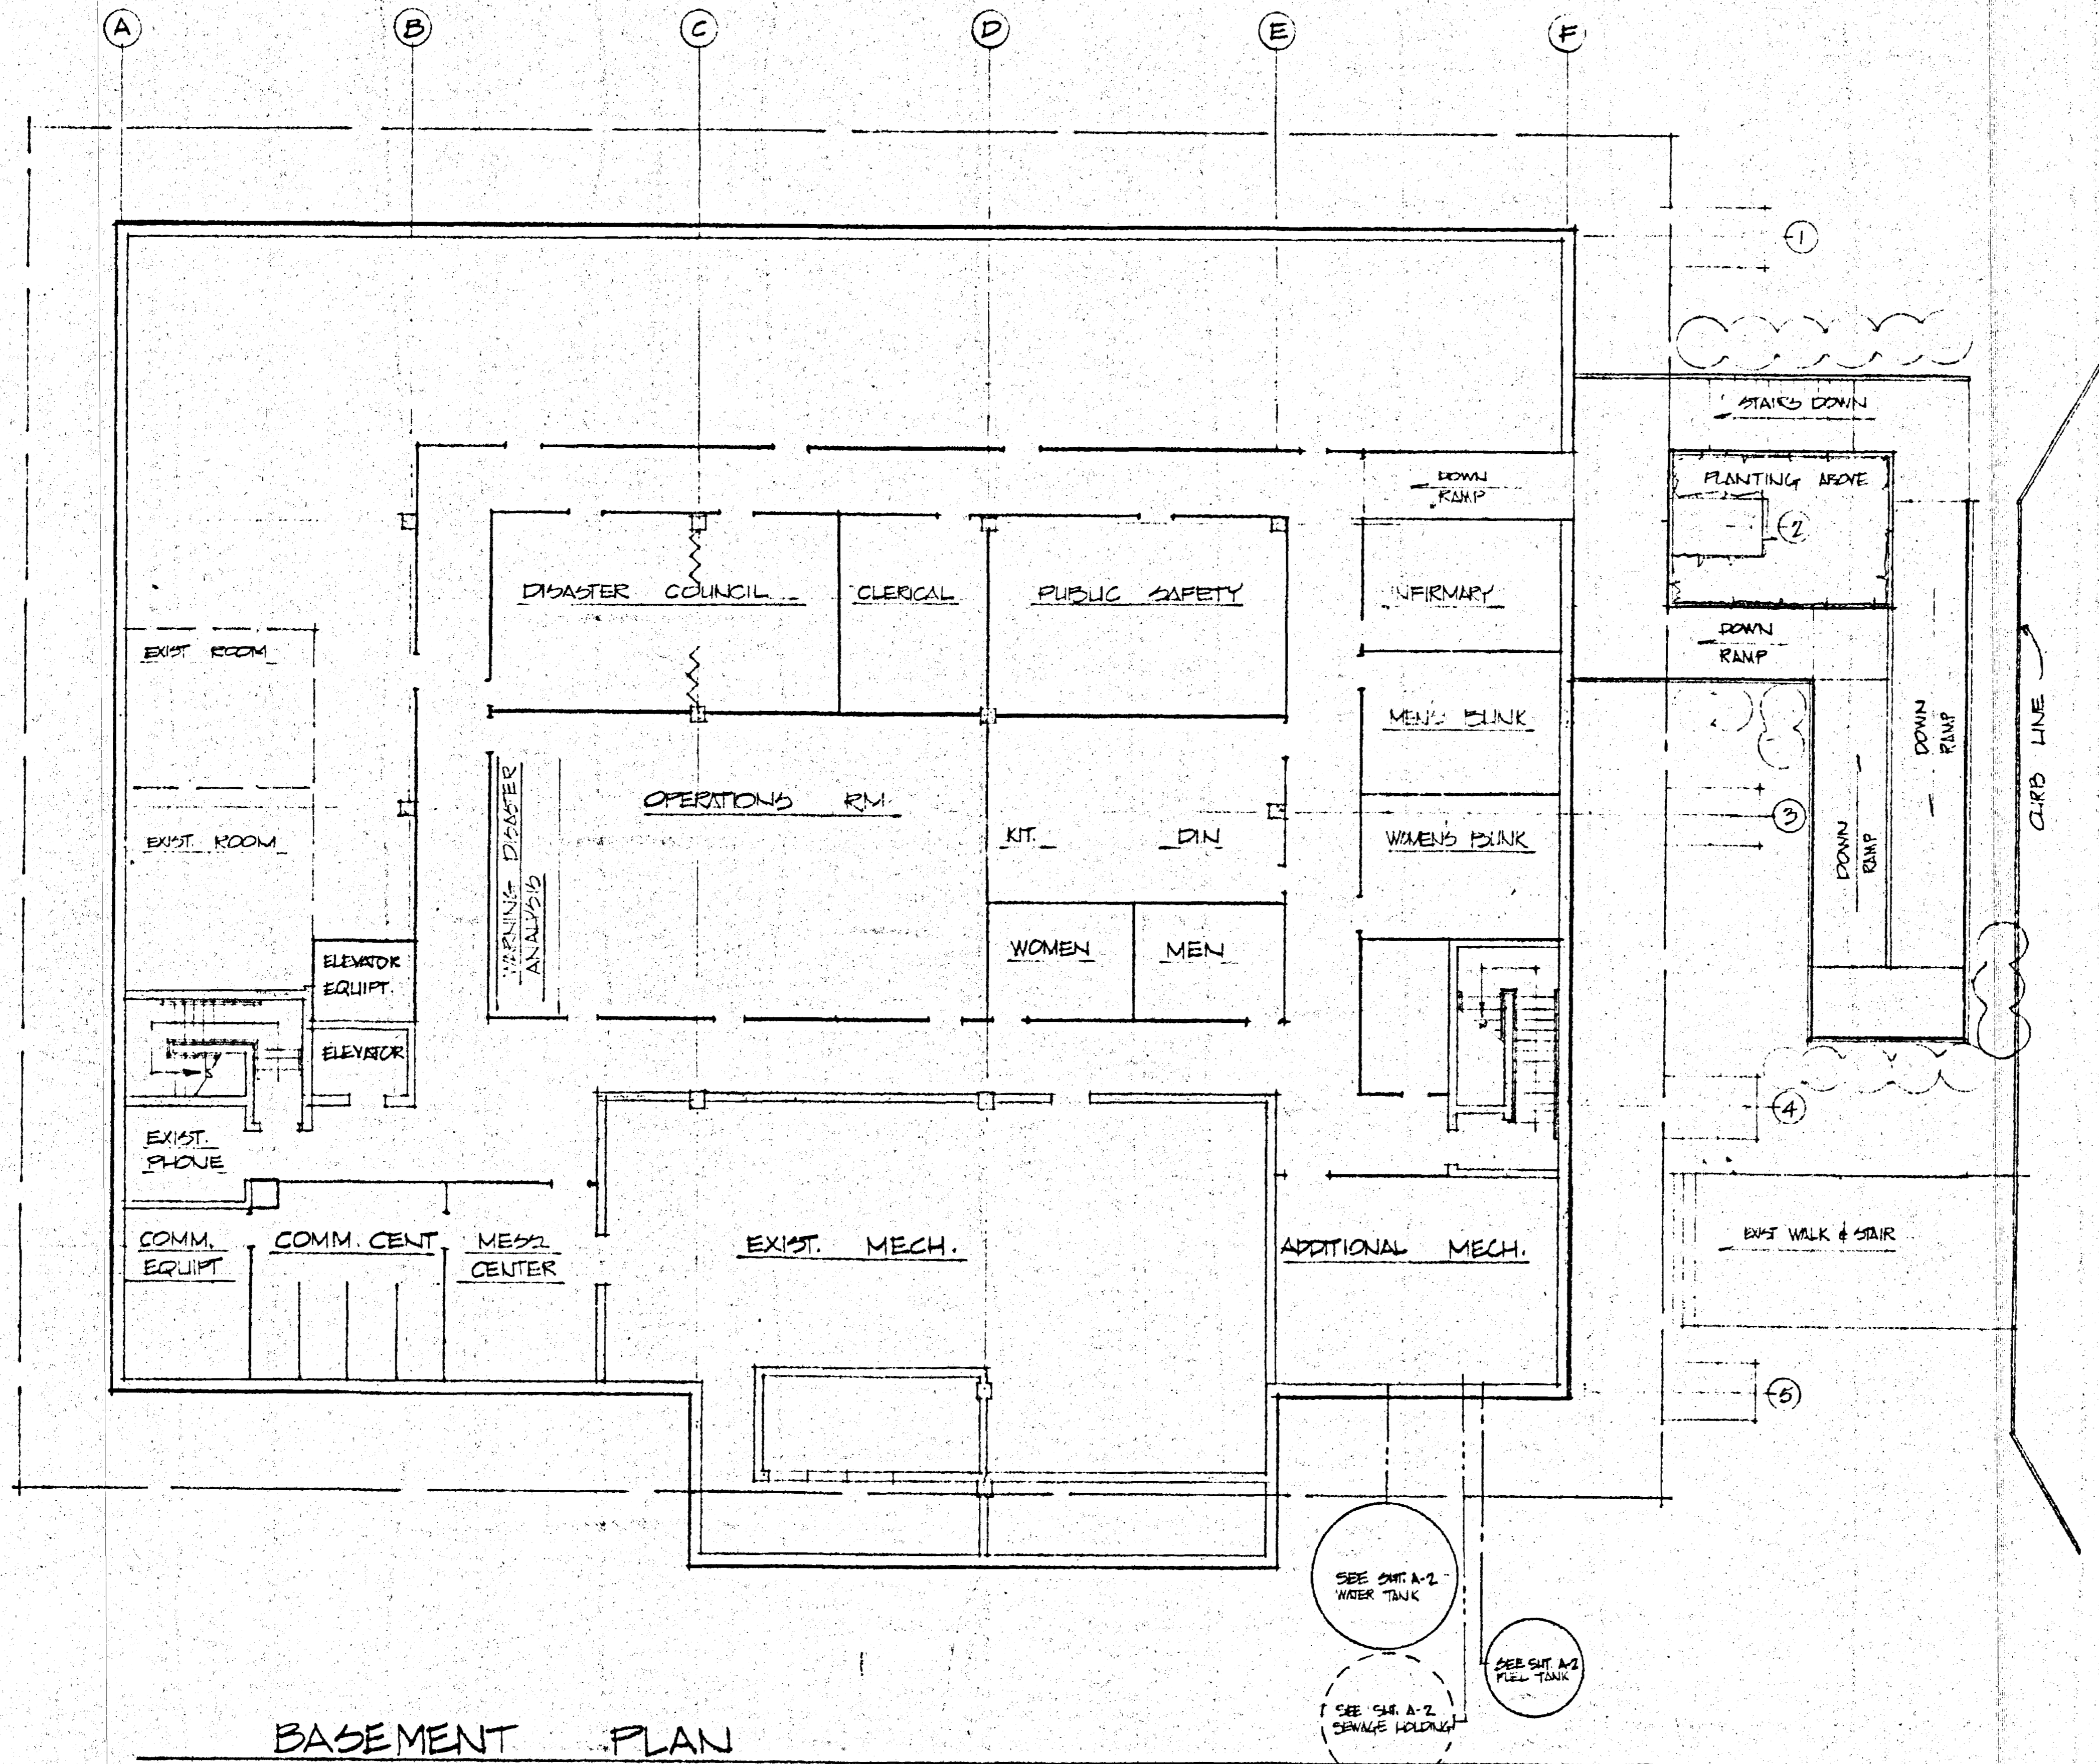 A B C D E F
1
STAIRS DOWN
PLANTING ABOVE
DOWN
RAMP
2
DISASTER COUNCIL
CLERICAL
PUBLIC SAFETY
INFIRMARY
EXIST ROOM
DOWN
RAMP
MEN'S BUNK
DOWN
RAMP
CURB LINE
OPERATIONS RM.
WARNING DISASTER
ANALYSIS
EXIST. ROOM
KIT.
DIN
WOMEN'S BUNK
3
DOWN
RAMP
WOMEN
MEN
ELEVATOR
EQUIPT.
ELEVATOR
4
EXIST.
PHONE
COMM.
EQUIPT
COMM. CENT
MESS.
CENTER
EXIST. MECH.
ADDITIONAL MECH.
EXIST WALK & STAIR
5
SEE SHT. A-2
WATER TANK
SEE SHT. A-2
FUEL TANK
SEE SHT. A-2
SEWAGE HOLDING
BASEMENT PLAN